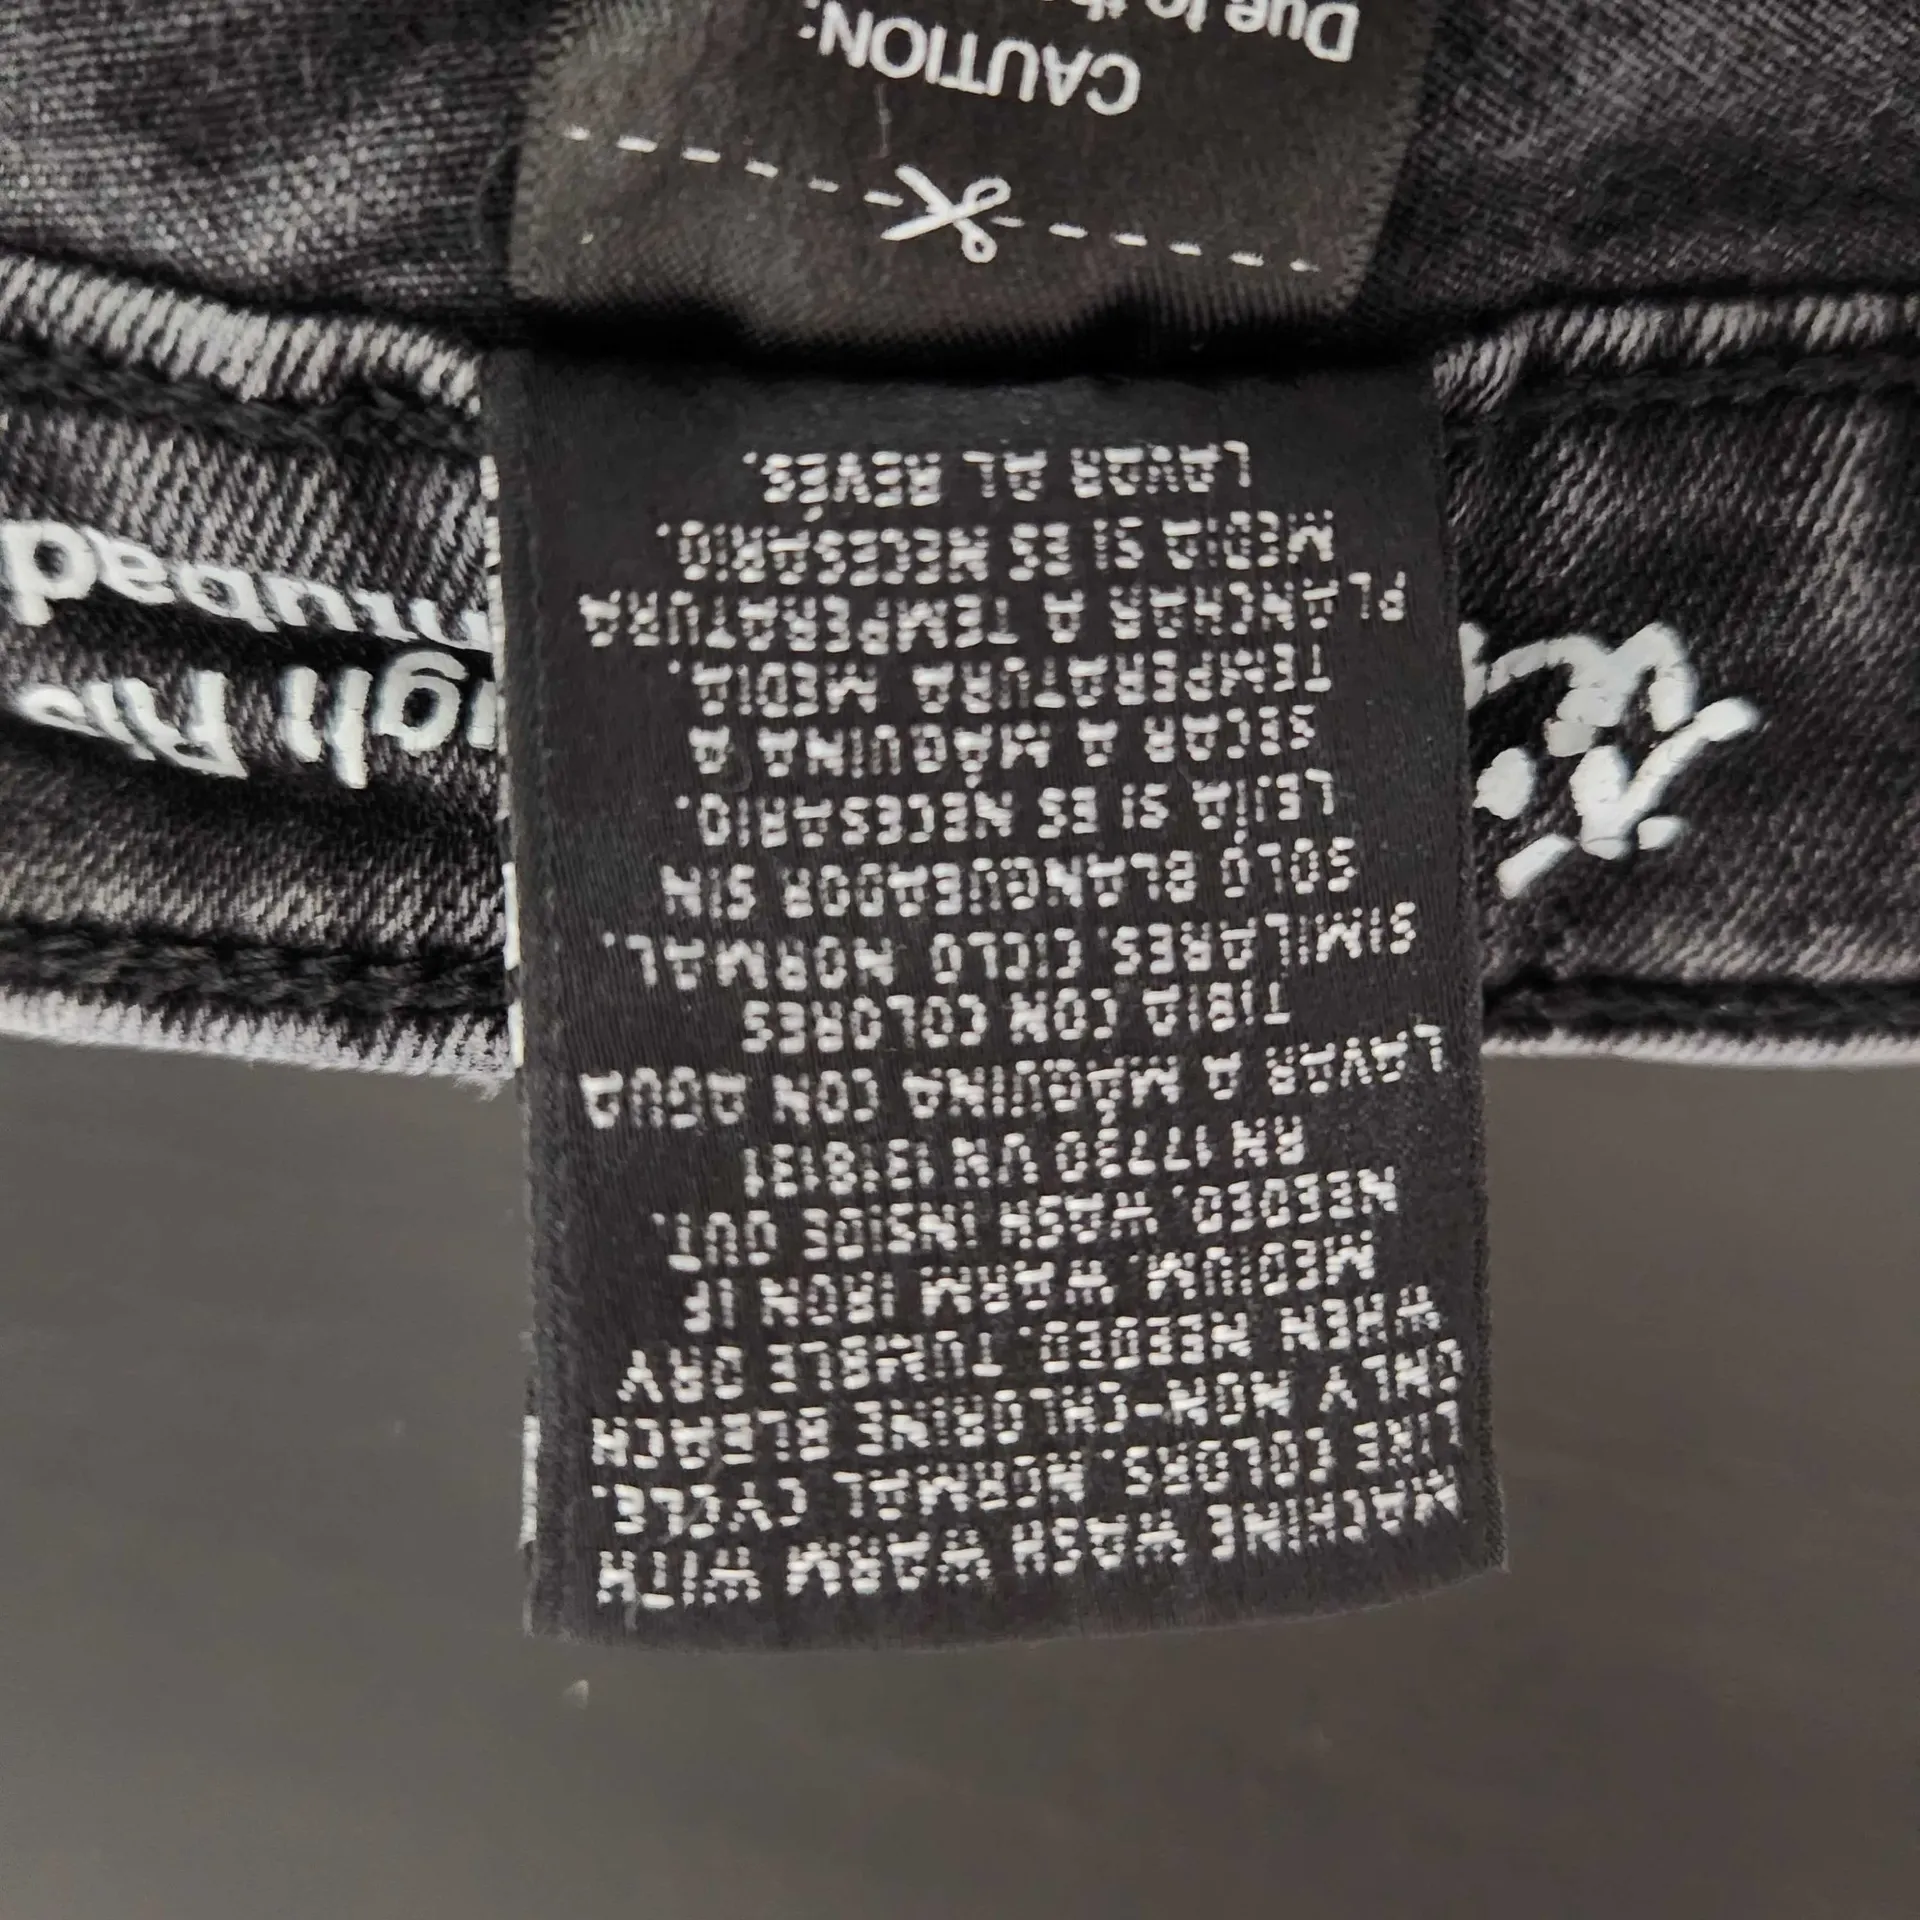 MACHINE WASH WARM WITH
LIKE COLORS. NORMAL CYCLE.
ONLY NON-CHLORINE BLEACH
WHEN NEEDED. TUMBLE DRY
MEDIUM. WARM IRON IF
NEEDED. WASH INSIDE OUT.
RN 17730 VN 1318131
LAVAR A MÁQUINA CON AGUA
TIBIA CON COLORES
SIMILARES. CICLO NORMAL.
SOLO BLANQUEADOR SIN
LEJÍA SI ES NECESARIO.
SECAR A MÁQUINA A
TEMPERATURA MEDIA.
PLANCHAR A TEMPERATURA
MEDIA SI ES NECESARIO.
LAVAR AL REVÉS.
CAUTION:
Due to